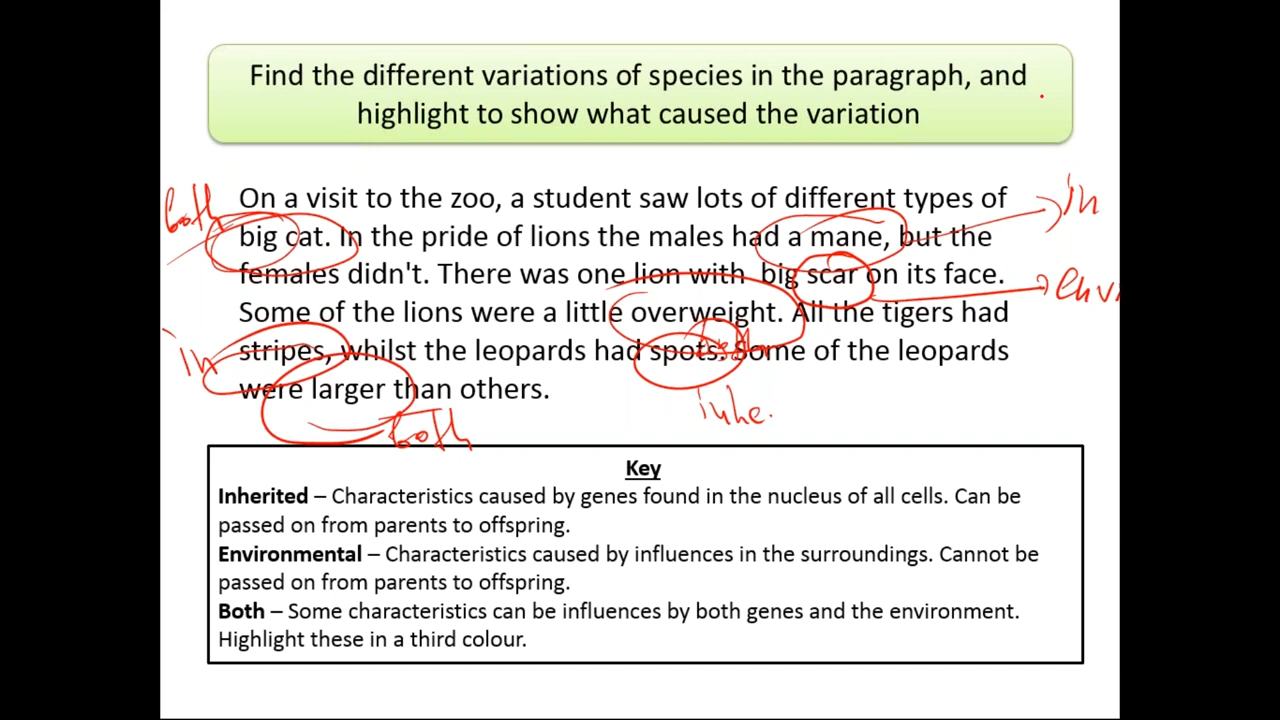 Find the different variations of species in the paragraph, and
highlight to show what caused the variation
both
On a visit to the zoo, a student saw lots of different types of
in
big cat. In the pride of lions the males had a mane, but the
females didn't. There was one lion with big scar on its face.
envi
Some of the lions were a little overweight. All the tigers had
in
stripes, whilst the leopards had spots. Some of the leopards
were larger than others.
inhe.
both
Key
Inherited – Characteristics caused by genes found in the nucleus of all cells. Can be
passed on from parents to offspring.
Environmental – Characteristics caused by influences in the surroundings. Cannot be
passed on from parents to offspring.
Both – Some characteristics can be influences by both genes and the environment.
Highlight these in a third colour.